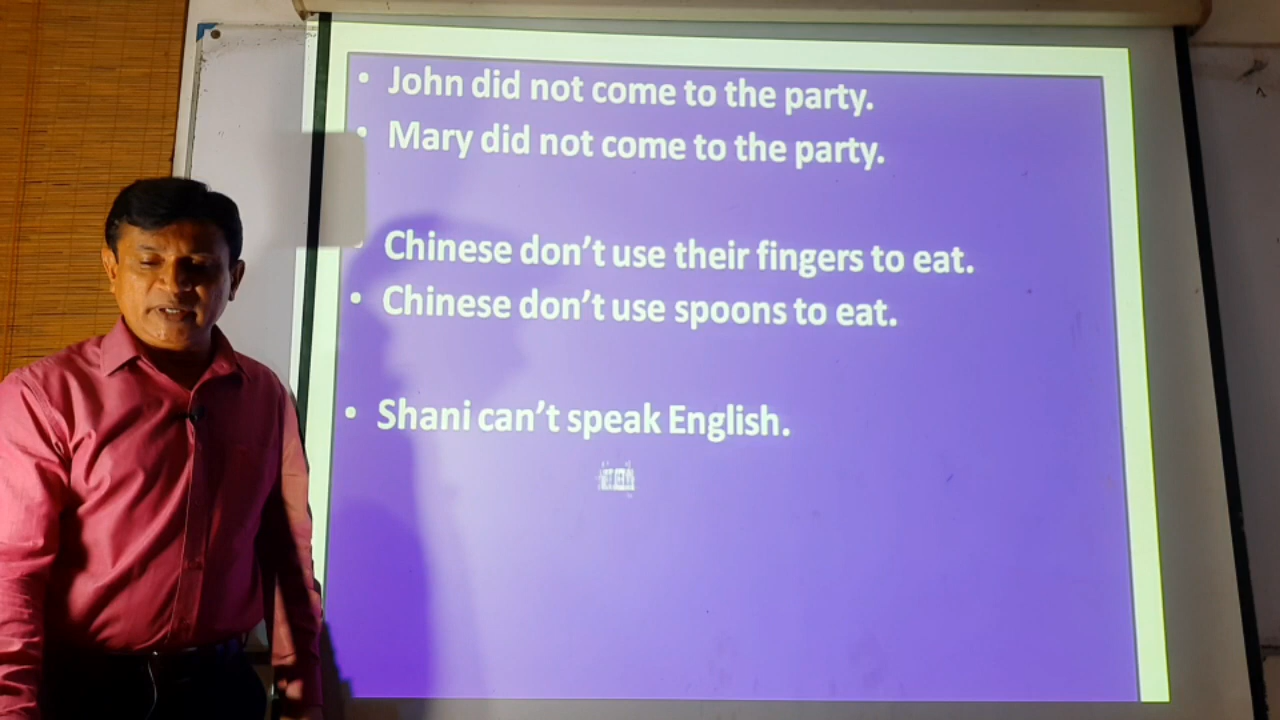 • John did not come to the party.
• Mary did not come to the party.
• Chinese don't use their fingers to eat.
• Chinese don't use spoons to eat.
• Shani can't speak English.